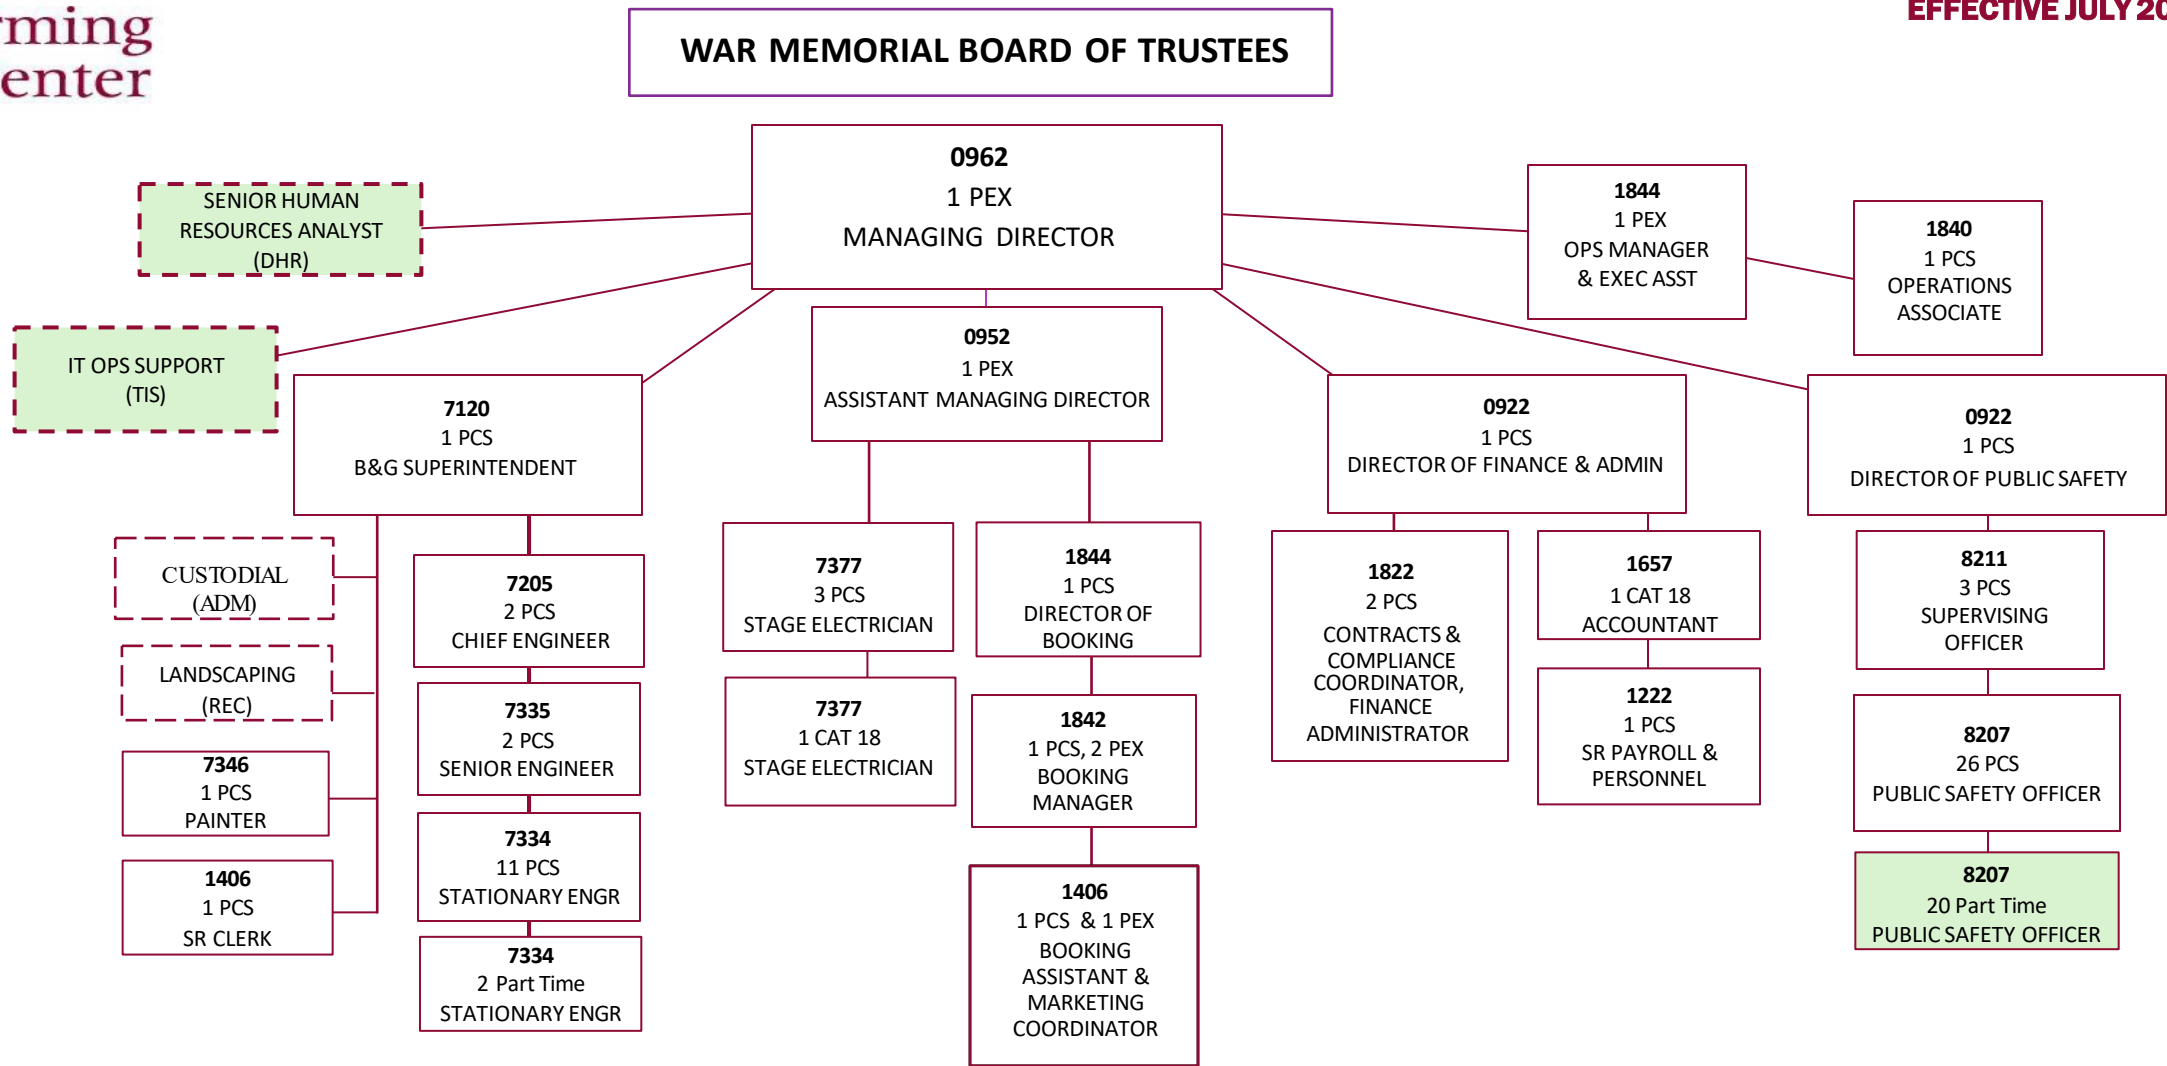 rming
enter
EFFECTIVE JULY 20
WAR MEMORIAL BOARD OF TRUSTEES
0962
1 PEX
MANAGING DIRECTOR
SENIOR HUMAN
RESOURCES ANALYST
(DHR)
1844
1 PEX
OPS MANAGER
& EXEC ASST
1840
1 PCS
OPERATIONS
ASSOCIATE
IT OPS SUPPORT
(TIS)
7120
1 PCS
B&G SUPERINTENDENT
0952
1 PEX
ASSISTANT MANAGING DIRECTOR
0922
1 PCS
DIRECTOR OF FINANCE & ADMIN
0922
1 PCS
DIRECTOR OF PUBLIC SAFETY
CUSTODIAL
(ADM)
LANDSCAPING
(REC)
7346
1 PCS
PAINTER
1406
1 PCS
SR CLERK
7205
2 PCS
CHIEF ENGINEER
7335
2 PCS
SENIOR ENGINEER
7334
11 PCS
STATIONARY ENGR
7334
2 Part Time
STATIONARY ENGR
7377
3 PCS
STAGE ELECTRICIAN
7377
1 CAT 18
STAGE ELECTRICIAN
1844
1 PCS
DIRECTOR OF
BOOKING
1842
1 PCS, 2 PEX
BOOKING
MANAGER
1406
1 PCS & 1 PEX
BOOKING
ASSISTANT &
MARKETING
COORDINATOR
1822
2 PCS
CONTRACTS &
COMPLIANCE
COORDINATOR,
FINANCE
ADMINISTRATOR
1657
1 CAT 18
ACCOUNTANT
1222
1 PCS
SR PAYROLL &
PERSONNEL
8211
3 PCS
SUPERVISING
OFFICER
8207
26 PCS
PUBLIC SAFETY OFFICER
8207
20 Part Time
PUBLIC SAFETY OFFICER